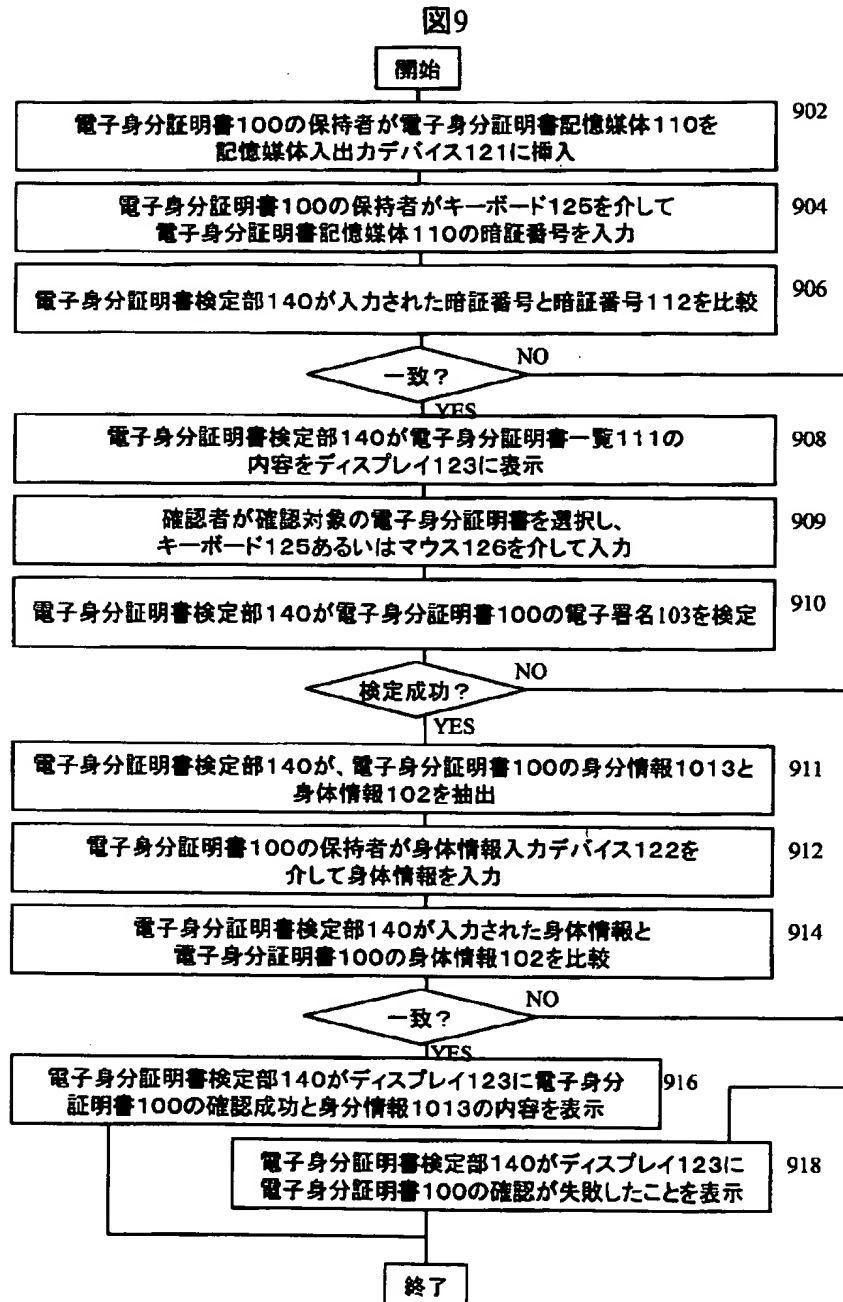 図9
開始
電子身分証明書100の保持者が電子身分証明書記憶媒体110を
記憶媒体入出力デバイス121に挿入
902
電子身分証明書100の保持者がキーボード125を介して
電子身分証明書記憶媒体110の暗証番号を入力
904
電子身分証明書検定部140が入力された暗証番号と暗証番号112を比較
906
一致?
NO
YES
電子身分証明書検定部140が電子身分証明書一覧111の
内容をディスプレイ123に表示
908
確認者が確認対象の電子身分証明書を選択し、
キーボード125あるいはマウス126を介して入力
909
電子身分証明書検定部140が電子身分証明書100の電子署名103を検定
910
検定成功?
NO
YES
電子身分証明書検定部140が、電子身分証明書100の身分情報1013と
身体情報102を抽出
911
電子身分証明書100の保持者が身体情報入力デバイス122を
介して身体情報を入力
912
電子身分証明書検定部140が入力された身体情報と
電子身分証明書100の身体情報102を比較
914
一致?
NO
YES
電子身分証明書検定部140がディスプレイ123に電子身分
証明書100の確認成功と身分情報1013の内容を表示
916
電子身分証明書検定部140がディスプレイ123に
電子身分証明書100の確認が失敗したことを表示
918
終了